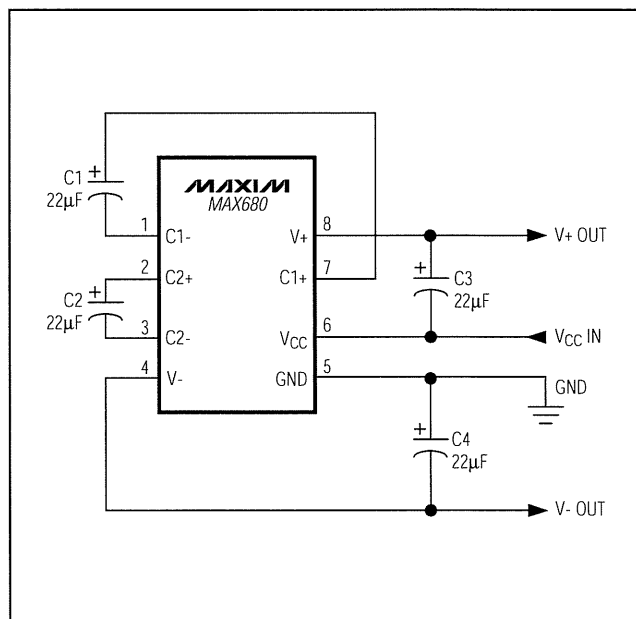 C1
+
22µF
MAXIM
MAX680
1
C1-
V+
8
V+ OUT
2
+
C2+
C1+
7
+
C3
22µF
C2
22µF
3
C2-
VCC
6
VCC IN
4
V-
GND
5
GND
+
C4
22µF
V- OUT